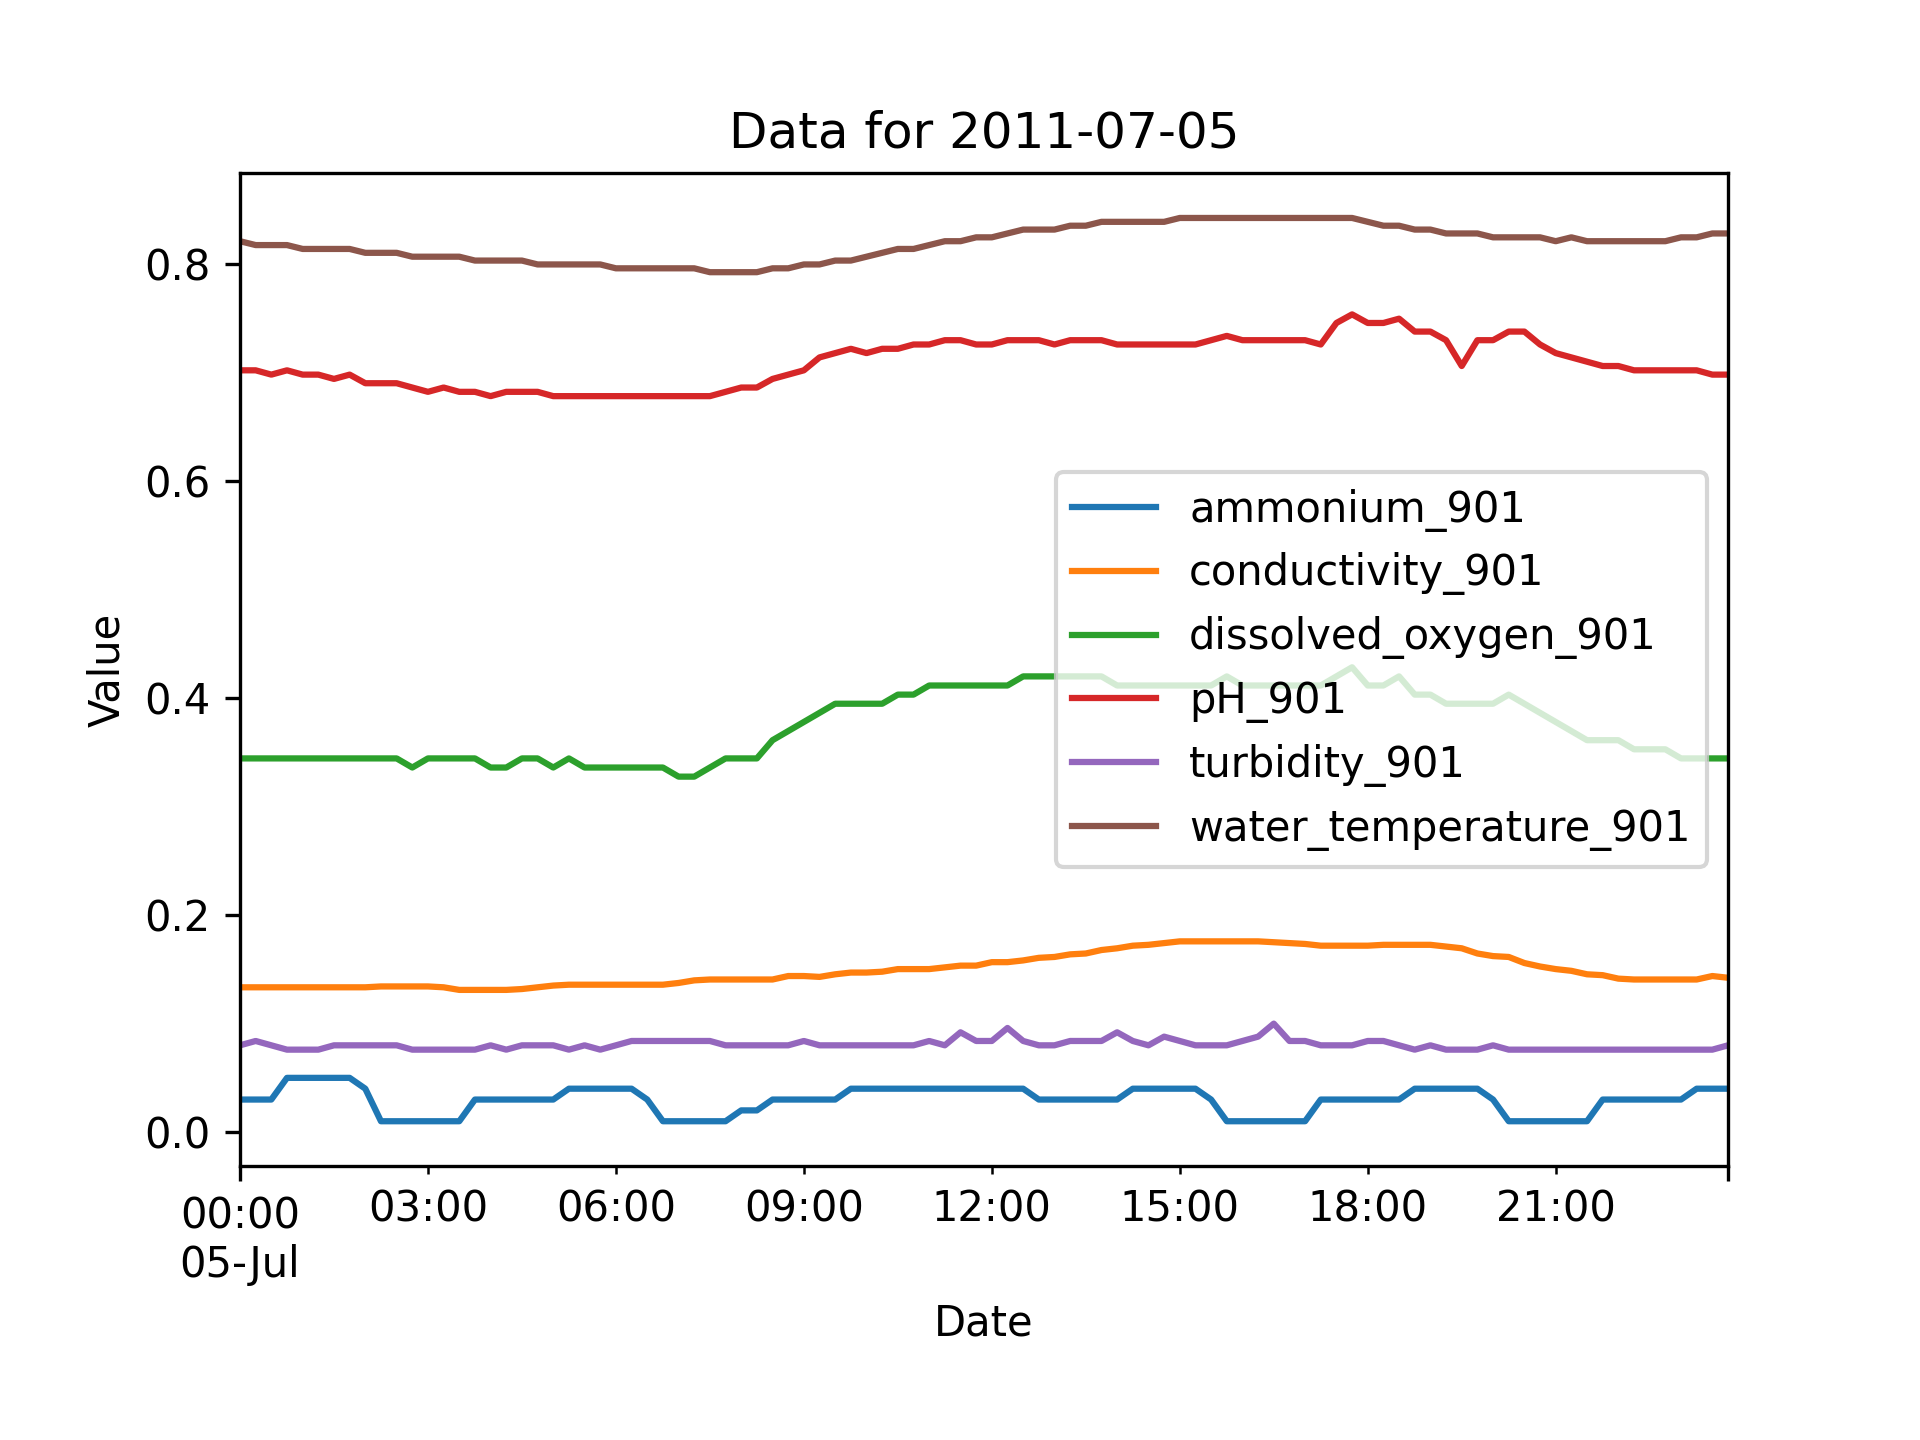 Data for 2011-07-05
Value
0.8
0.6
0.4
0.2
0.0
ammonium_901
conductivity_901
dissolved_oxygen_901
pH_901
turbidity_901
water_temperature_901
00:00 03:00 06:00 09:00 12:00 15:00 18:00 21:00
05-Jul
Date